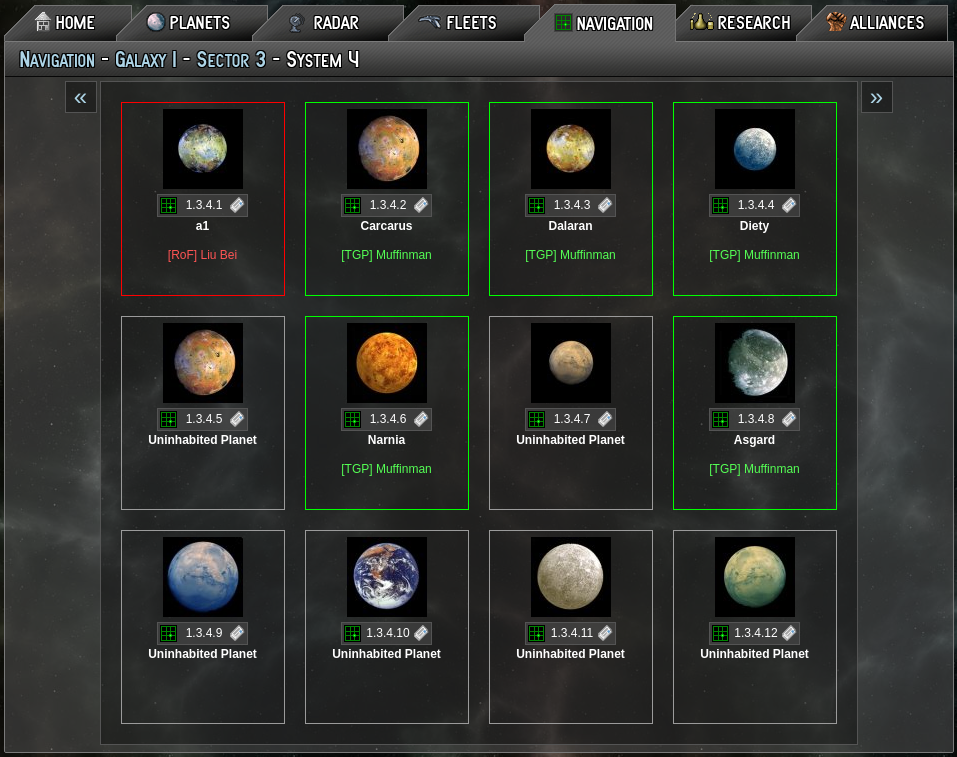 HOME PLANETS RADAR FLEETS NAVIGATION RESEARCH ALLIANCES
Navigation - Galaxy 1 - Sector 3 - System 4
« »
1.3.4.1 1.3.4.2 1.3.4.3 1.3.4.4
a1 Carcarus Dalaran Diety
[RoF] Liu Bei [TGP] Muffinman [TGP] Muffinman [TGP] Muffinman
1.3.4.5 1.3.4.6 1.3.4.7 1.3.4.8
Uninhabited Planet Narnia Uninhabited Planet Asgard
[TGP] Muffinman [TGP] Muffinman
1.3.4.9 1.3.4.10 1.3.4.11 1.3.4.12
Uninhabited Planet Uninhabited Planet Uninhabited Planet Uninhabited Planet